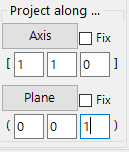 Project along ...
Axis Fix
[ 1 1 0 ]
Plane Fix
( 0 0 1 )